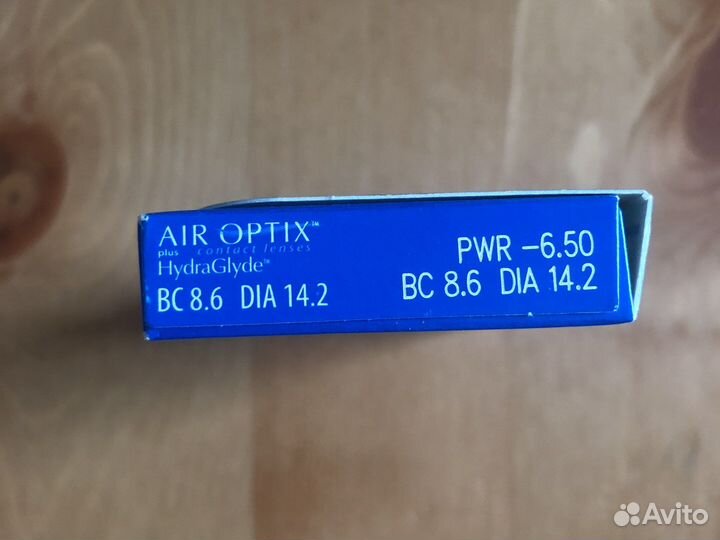 AIR OPTIX™
plus contact lenses
HydraGlyde™
BC 8.6 DIA 14.2
PWR -6.50
BC 8.6 DIA 14.2
Avito